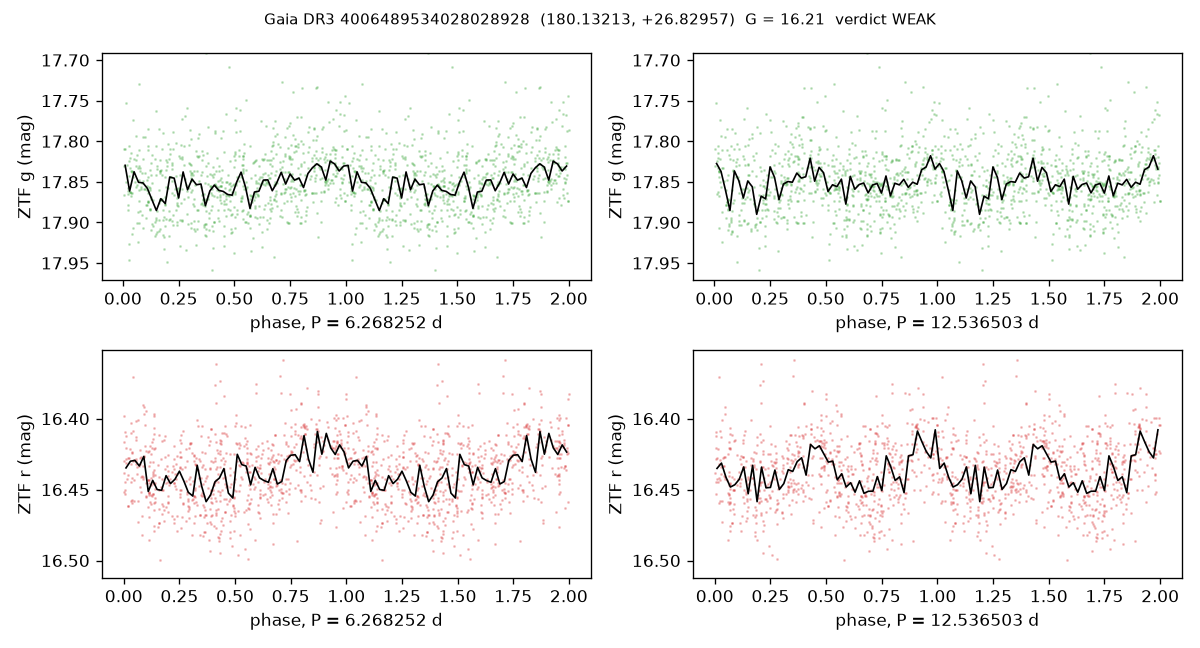 Gaia DR3 4006489534028028928  (180.13213, +26.82957)  G = 16.21  verdict WEAK
ZTF g (mag)
17.70
17.75
17.80
17.85
17.90
17.95
0.00 0.25 0.50 0.75 1.00 1.25 1.50 1.75 2.00
phase, P = 6.268252 d
ZTF g (mag)
17.70
17.75
17.80
17.85
17.90
17.95
0.00 0.25 0.50 0.75 1.00 1.25 1.50 1.75 2.00
phase, P = 12.536503 d
ZTF r (mag)
16.40
16.45
16.50
0.00 0.25 0.50 0.75 1.00 1.25 1.50 1.75 2.00
phase, P = 6.268252 d
ZTF r (mag)
16.40
16.45
16.50
0.00 0.25 0.50 0.75 1.00 1.25 1.50 1.75 2.00
phase, P = 12.536503 d